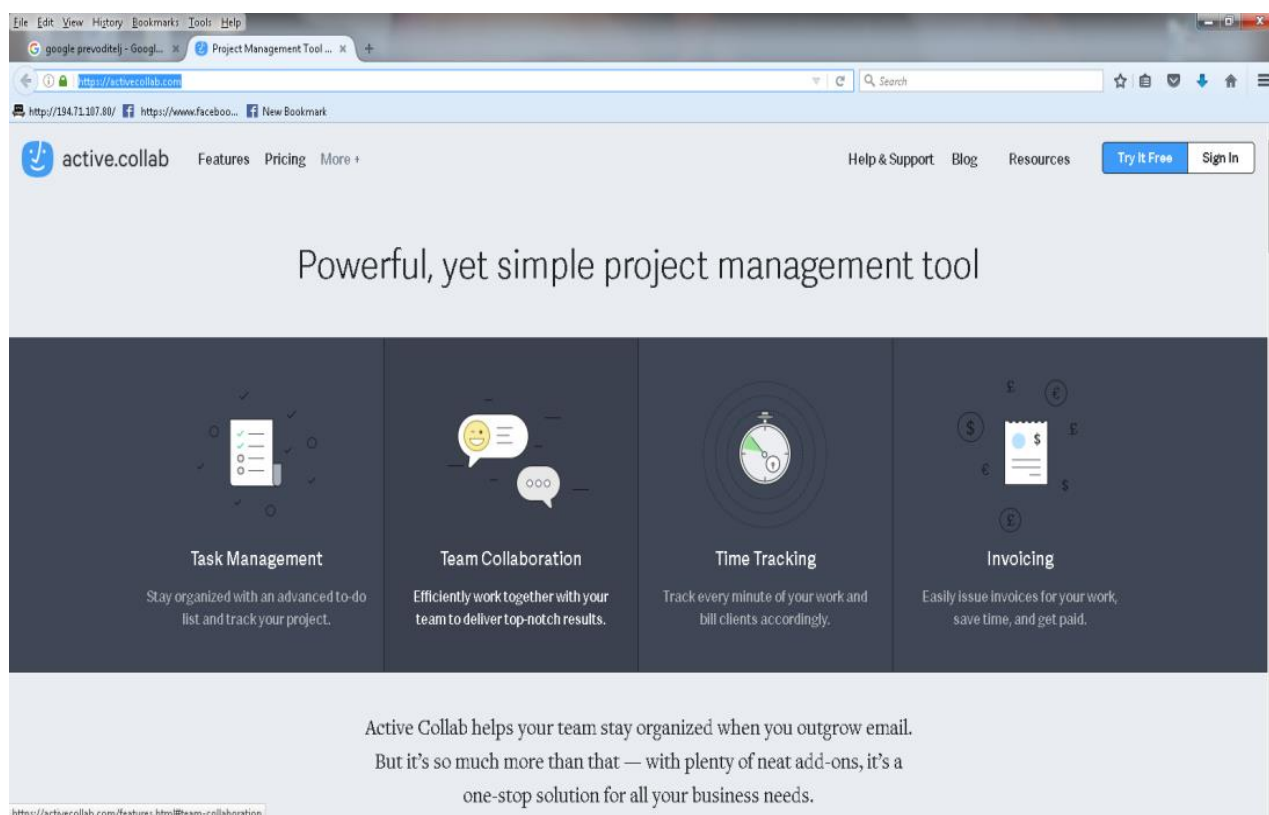 File Edit View History Bookmarks Tools Help
google prevoditelj - Googl... × Project Management Tool ... × +
https://activecollab.com Search
http://194.71.107.80/ https://www.faceboo... New Bookmark
active.collab Features Pricing More + Help & Support Blog Resources Try It Free Sign In
Powerful, yet simple project management tool
Task Management
Stay organized with an advanced to-do
list and track your project.
Team Collaboration
Efficiently work together with your
team to deliver top-notch results.
Time Tracking
Track every minute of your work and
bill clients accordingly.
Invoicing
Easily issue invoices for your work,
save time, and get paid.
Active Collab helps your team stay organized when you outgrow email.
But it's so much more than that — with plenty of neat add-ons, it's a
one-stop solution for all your business needs.
https://activecollab.com/features.html#team-collaboration